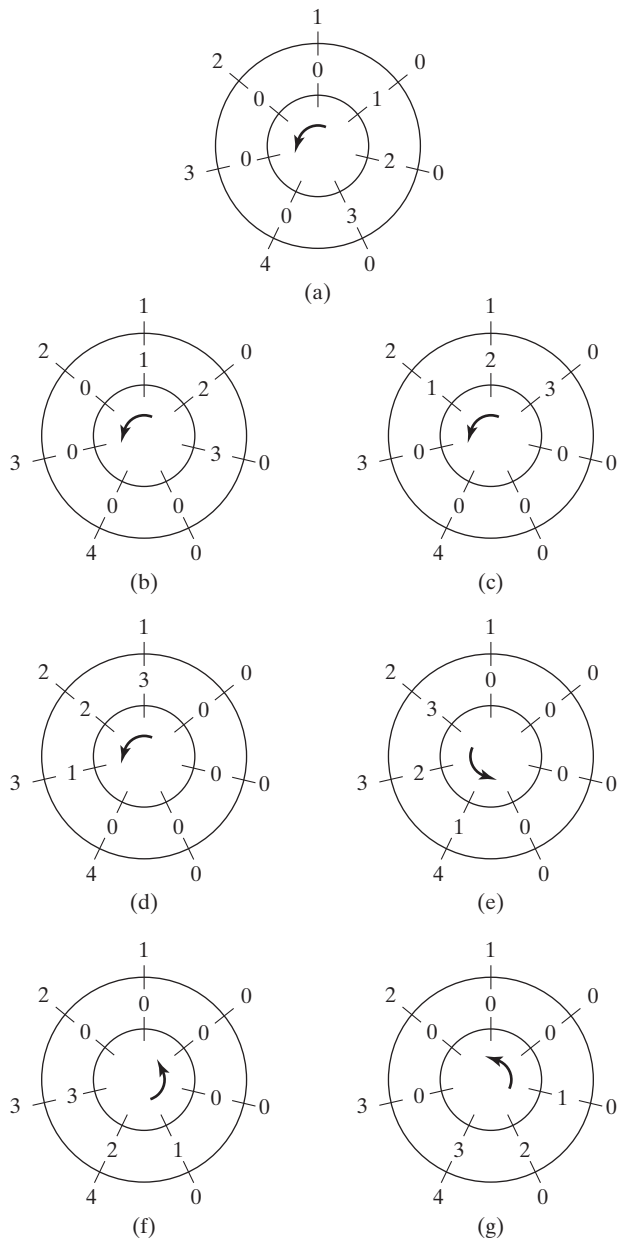 1
2 0
0
0 1
3 0 2 0
0 3
4 0
(a)
1 1
2 0 2 0
1 2
0 2 1 3
3 0 3 0 3 0 0 0
0 0 0 0
4 0 4 0
(b) (c)
1 1
2 0 2 0
3 0
2 0 3 0
3 1 0 0 3 2 0 0
0 0 1 0
4 0 4 0
(d) (e)
1 1
2 0 2 0
0 0
0 0 0 0
3 3 0 0 3 0 1 0
2 1 3 2
4 0 4 0
(f) (g)